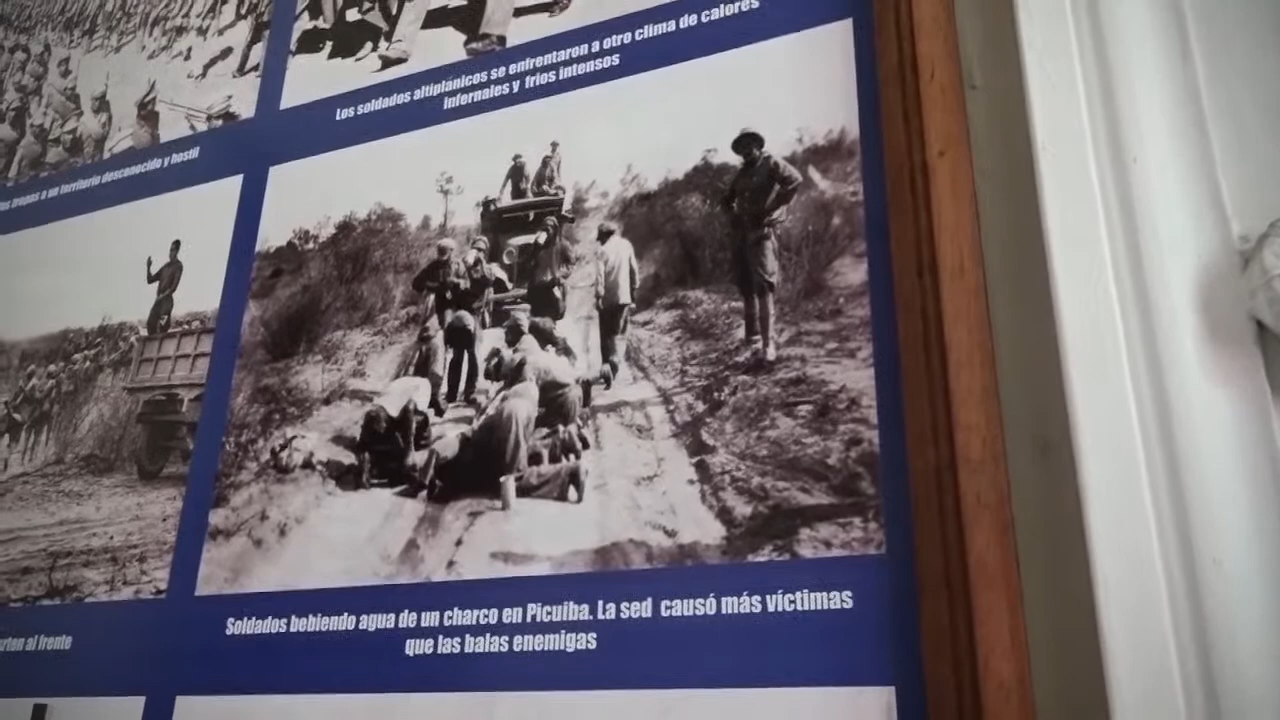 Los soldados altiplánicos se enfrentaron a otro clima de calores
infernales y fríos intensos
tropas a un territorio desconocido y hostil
Soldados bebiendo agua de un charco en Picuiba. La sed causó más víctimas
que las balas enemigas
al frente